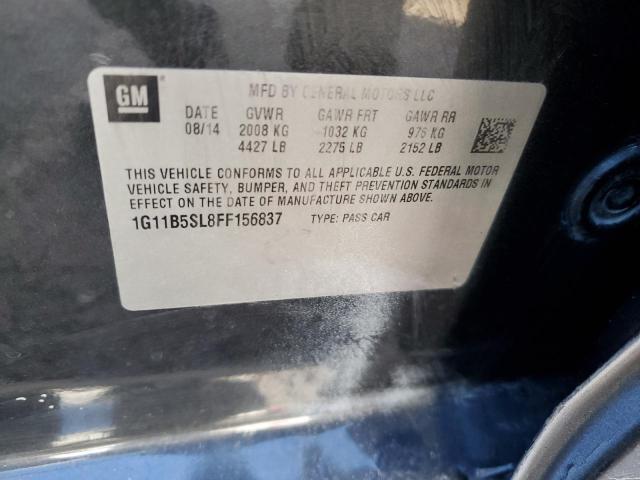 GM
MFD BY GENERAL MOTORS LLC
DATE GVWR GAWR FRT GAWR RR
08/14 2008 KG 1032 KG 976 KG
4427 LB 2275 LB 2152 LB
THIS VEHICLE CONFORMS TO ALL APPLICABLE U.S. FEDERAL MOTOR
VEHICLE SAFETY, BUMPER, AND THEFT PREVENTION STANDARDS IN
EFFECT ON THE DATE OF MANUFACTURE SHOWN ABOVE.
1G11B5SL8FF156837 TYPE: PASS CAR